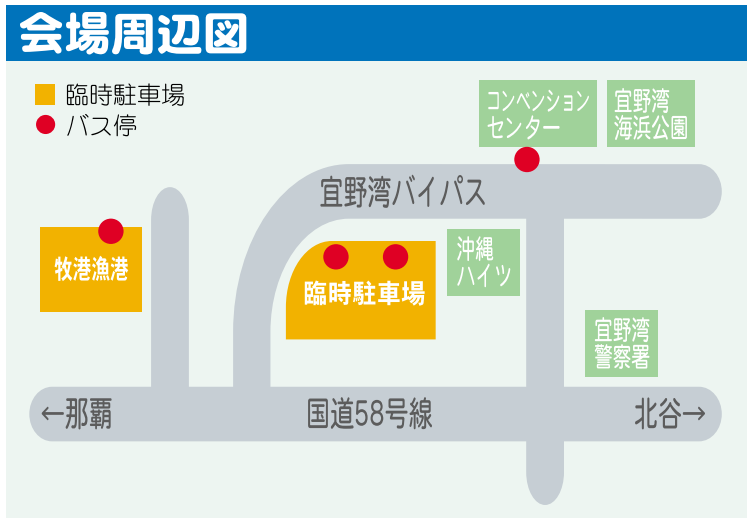 会場周辺図
臨時駐車場
バス停
コンベンション
センター
宜野湾
海浜公園
宜野湾バイパス
牧港漁港
臨時駐車場
沖縄
ハイツ
宜野湾
警察署
←那覇
国道58号線
北谷→